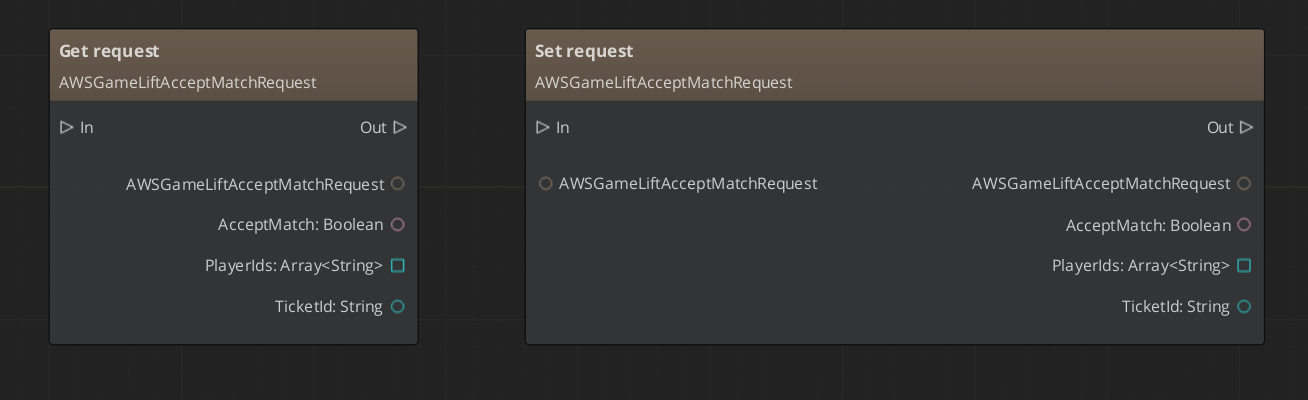 Get request
AWSGameLiftAcceptMatchRequest
In
Out
AWSGameLiftAcceptMatchRequest
AcceptMatch: Boolean
PlayerIds: Array<String>
TicketId: String
Set request
AWSGameLiftAcceptMatchRequest
In
Out
AWSGameLiftAcceptMatchRequest
AWSGameLiftAcceptMatchRequest
AcceptMatch: Boolean
PlayerIds: Array<String>
TicketId: String